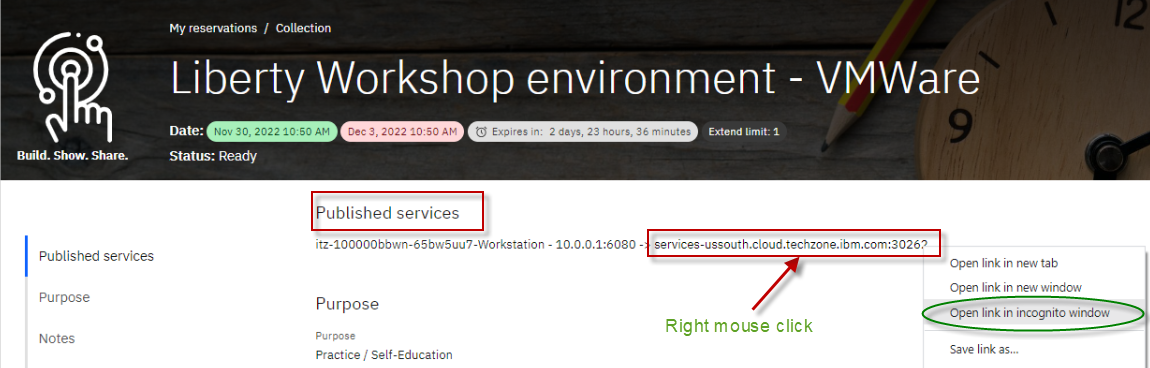 My reservations / Collection
Liberty Workshop environment - VMWare
Date: Nov 30, 2022 10:50 AM Dec 3, 2022 10:50 AM Expires in: 2 days, 23 hours, 36 minutes Extend limit: 1
Status: Ready
Build. Show. Share.
12
9
Published services
Purpose
Notes
Published services
itz-100000bbwn-65bw5uu7-Workstation - 10.0.0.1:6080 -> services-ussouth.cloud.techzone.ibm.com:30262
Purpose
Purpose
Practice / Self-Education
Right mouse click
Open link in new tab
Open link in new window
Open link in incognito window
Save link as...